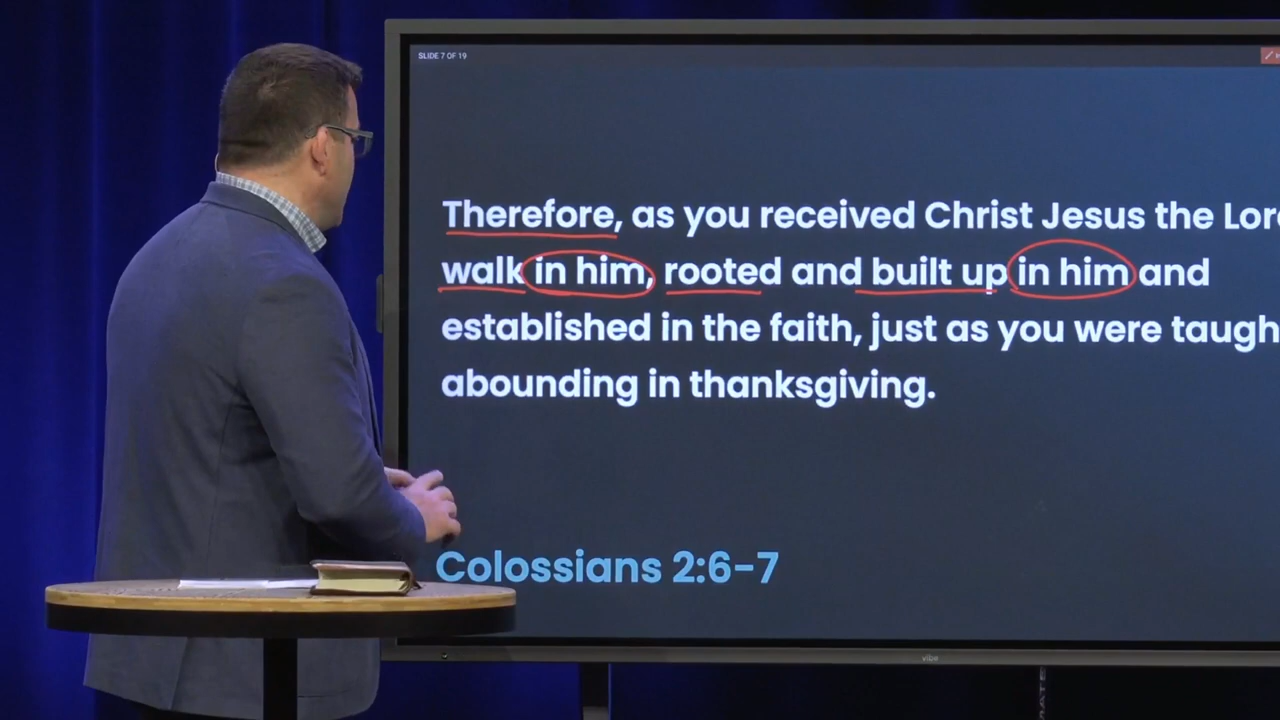 SLIDE 7 OF 19
Therefore, as you received Christ Jesus the Lor
walk in him, rooted and built up in him and
established in the faith, just as you were taugh
abounding in thanksgiving.
Colossians 2:6-7
vibe